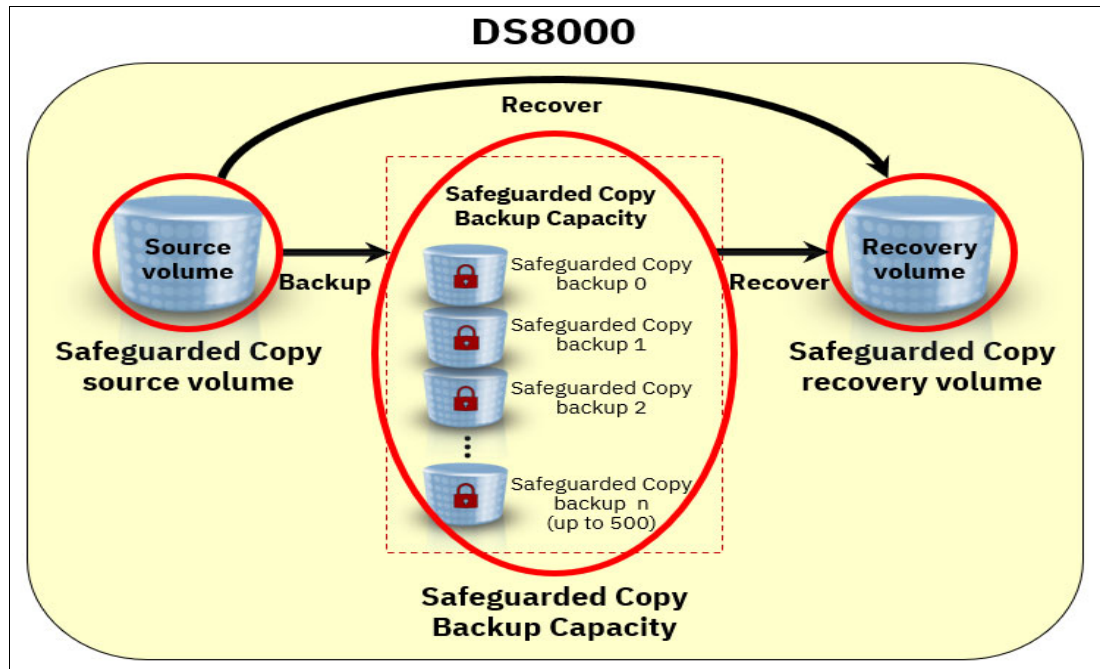 DS8000
Recover
Safeguarded Copy
Backup Capacity
Source
volume
Backup
Safeguarded Copy
source volume
Safeguarded Copy
backup 0
Safeguarded Copy
backup 1
Safeguarded Copy
backup 2
Safeguarded Copy
backup n
(up to 500)
Recover
Recovery
volume
Safeguarded Copy
recovery volume
Safeguarded Copy
Backup Capacity